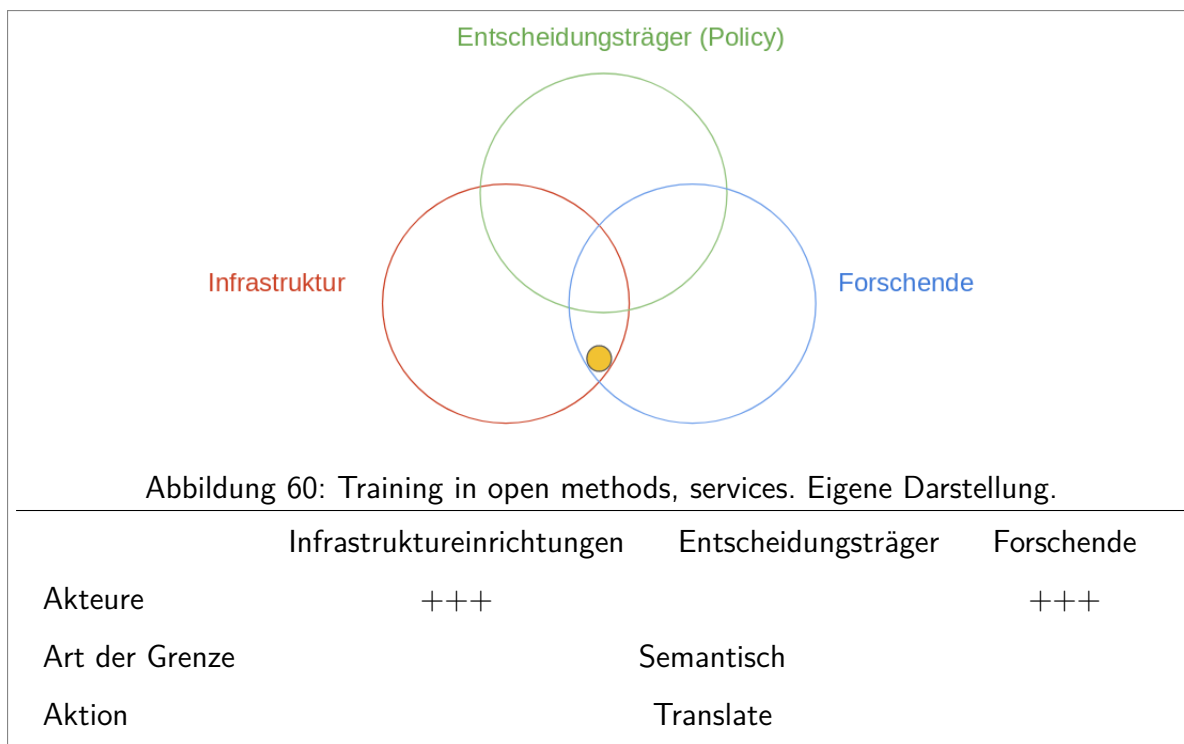 Entscheidungsträger (Policy)
Infrastruktur
Forschende
Abbildung 60: Training in open methods, services. Eigene Darstellung.
Infrastruktureinrichtungen Entscheidungsträger Forschende
Akteure +++ +++
Art der Grenze Semantisch
Aktion Translate